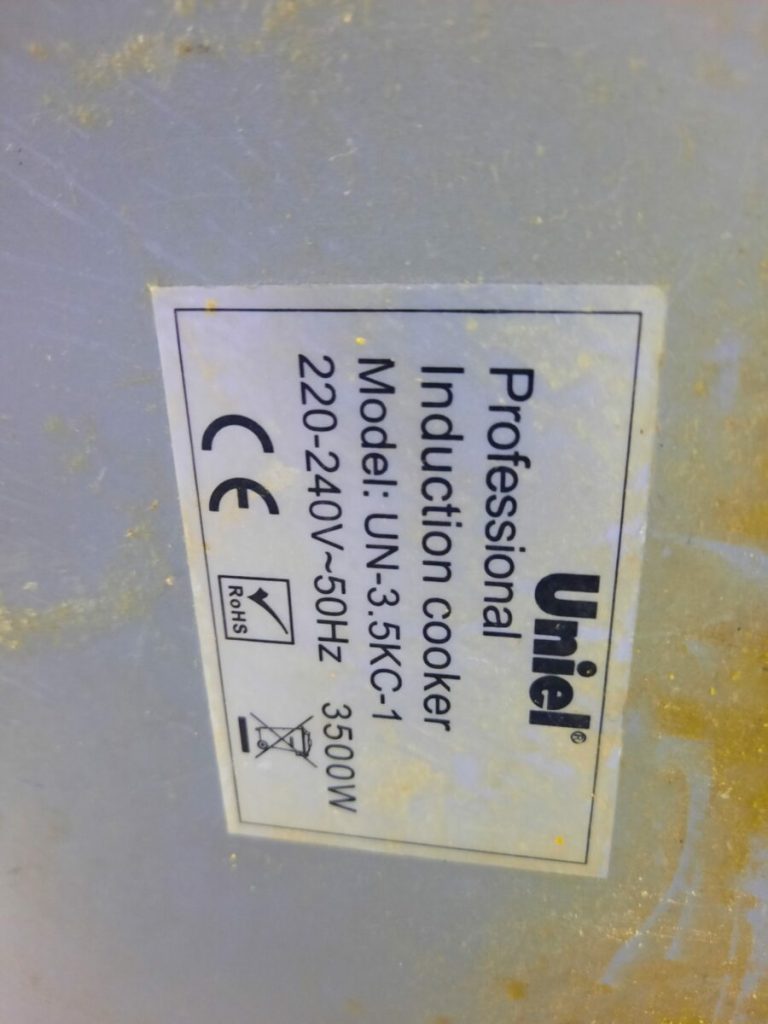 Uniel®
Professional
Induction cooker
Model: UN-3.5KC-1
220-240V~50Hz 3500W
CE
RoHS